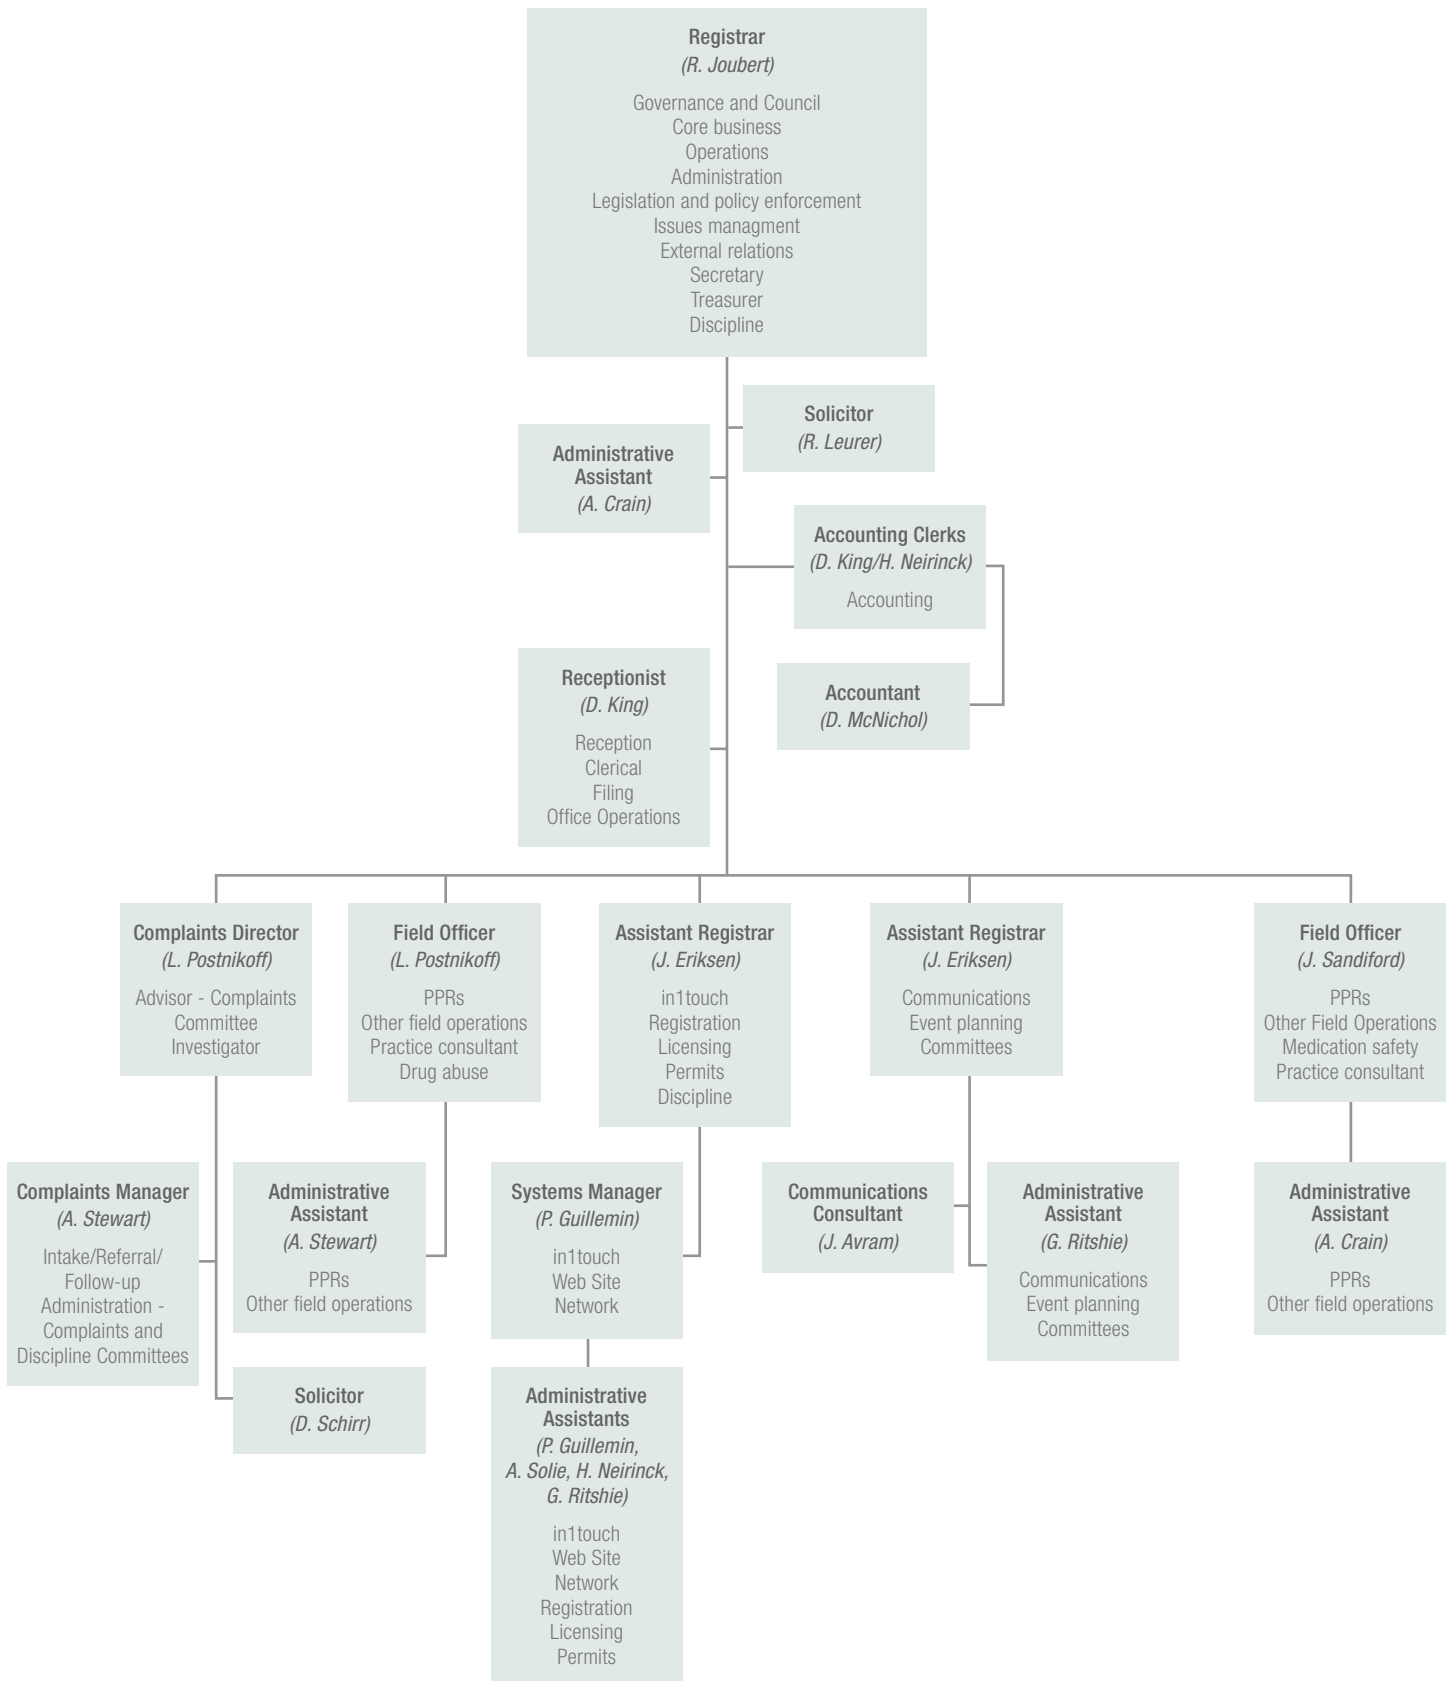 Registrar
(R. Joubert)
Governance and Council
Core business
Operations
Administration
Legislation and policy enforcement
Issues managment
External relations
Secretary
Treasurer
Discipline
Solicitor
(R. Leurer)
Administrative
Assistant
(A. Crain)
Accounting Clerks
(D. King/H. Neirinck)
Accounting
Receptionist
(D. King)
Reception
Clerical
Filing
Office Operations
Accountant
(D. McNichol)
Complaints Director
(L. Postnikoff)
Advisor - Complaints
Committee
Investigator
Field Officer
(L. Postnikoff)
PPRs
Other field operations
Practice consultant
Drug abuse
Assistant Registrar
(J. Eriksen)
in1touch
Registration
Licensing
Permits
Discipline
Assistant Registrar
(J. Eriksen)
Communications
Event planning
Committees
Field Officer
(J. Sandiford)
PPRs
Other Field Operations
Medication safety
Practice consultant
Complaints Manager
(A. Stewart)
Intake/Referral/
Follow-up
Administration -
Complaints and
Discipline Committees
Administrative
Assistant
(A. Stewart)
PPRs
Other field operations
Solicitor
(D. Schirr)
Systems Manager
(P. Guillemin)
in1touch
Web Site
Network
Administrative
Assistants
(P. Guillemin,
A. Solie, H. Neirinck,
G. Ritshie)
in1touch
Web Site
Network
Registration
Licensing
Permits
Communications
Consultant
(J. Avram)
Administrative
Assistant
(G. Ritshie)
Communications
Event planning
Committees
Administrative
Assistant
(A. Crain)
PPRs
Other field operations